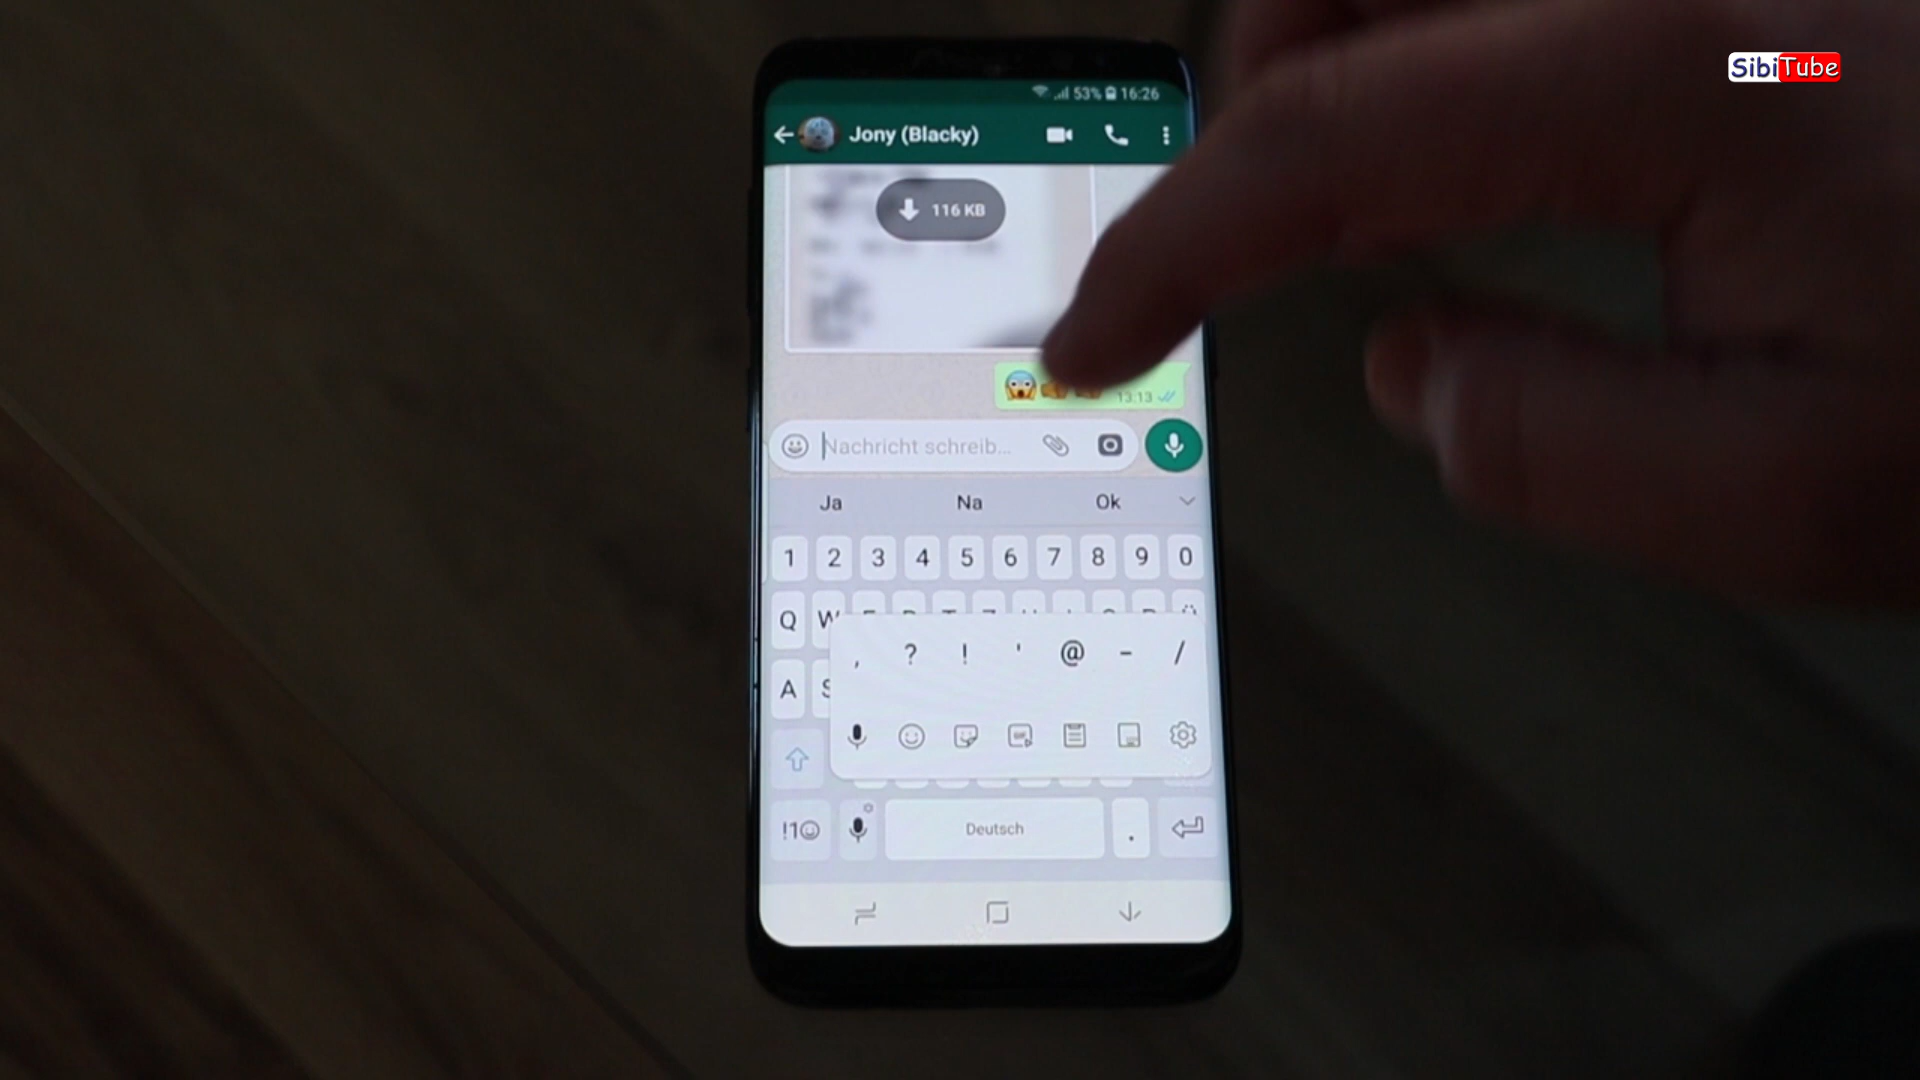 SibiTube
53% 16:26
Jony (Blacky)
116 KB
13:13
Nachricht schreib...
Ja Na Ok
1 2 3 4 5 6 7 8 9 0
Q W
, ? ! ' @ - /
A S
GIF
!1
Deutsch .